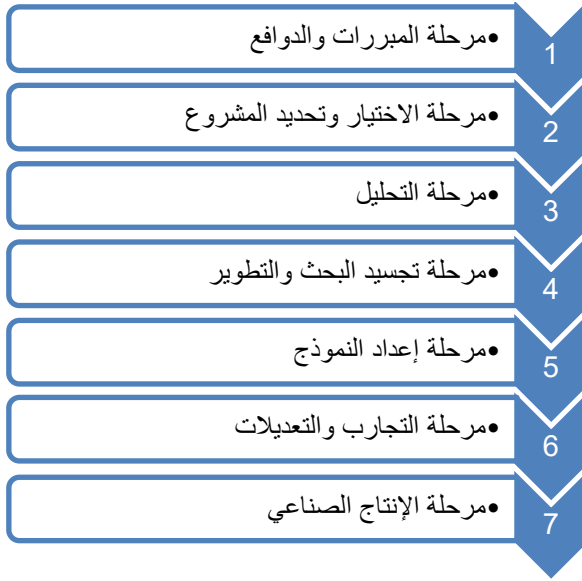 1
•مرحلة المبررات والدوافع
2
•مرحلة الاختيار وتحديد المشروع
3
•مرحلة التحليل
4
•مرحلة تجسيد البحث والتطوير
5
•مرحلة إعداد النموذج
6
•مرحلة التجارب والتعديلات
7
•مرحلة الإنتاج الصناعي